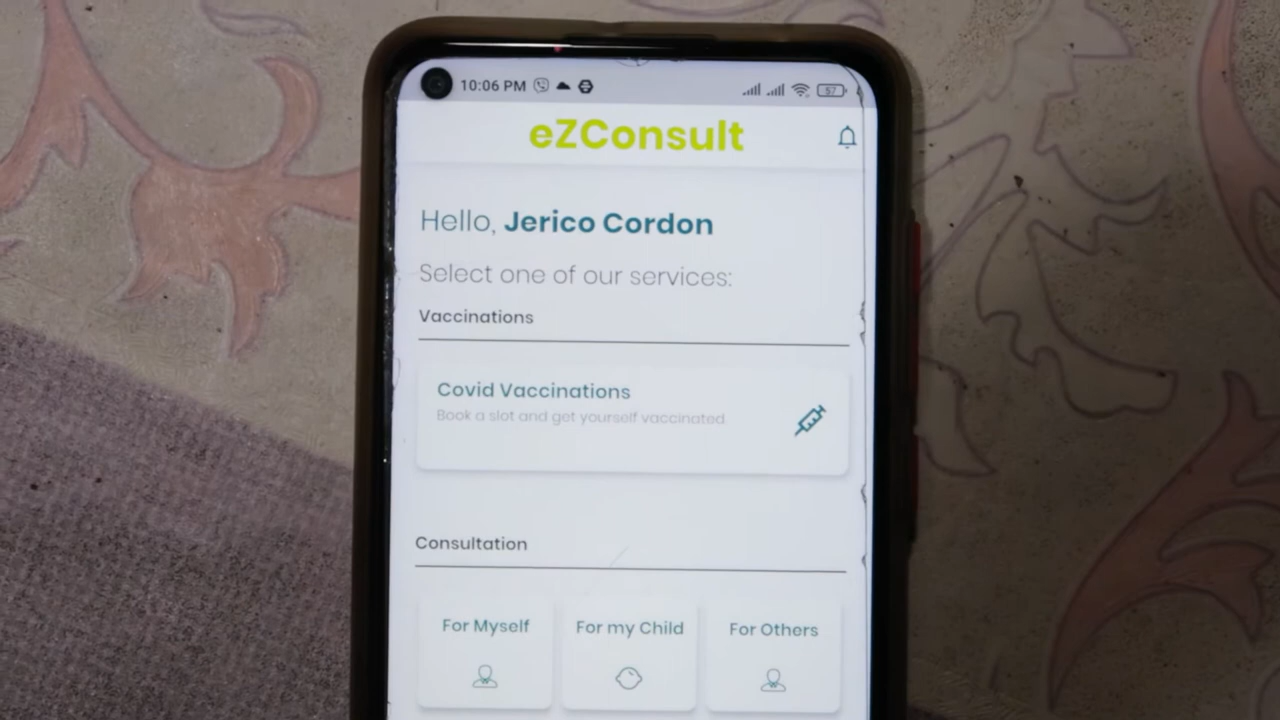 10:06 PM 57
eZConsult
Hello, Jerico Cordon
Select one of our services:
Vaccinations
Covid Vaccinations
Book a slot and get yourself vaccinated
Consultation
For Myself For my Child For Others